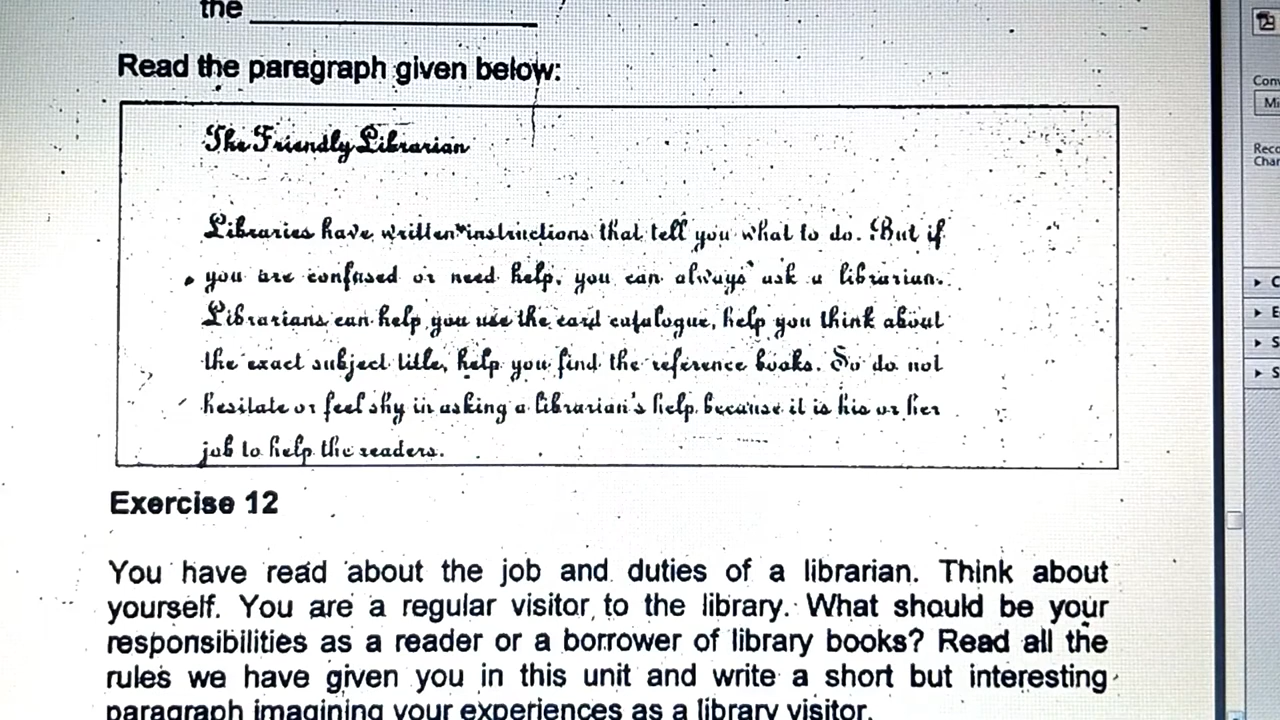 the
Read the paragraph given below:
The Friendly Librarian
Libraries have written instructions that tell you what to do. But if
you are confused or need help, you can always ask a librarian.
Librarians can help you use the card catalogue, help you think about
the exact subject title, help you find the reference books. So do not
hesitate or feel shy in asking a librarian's help because it is his or her
job to help the readers.
Exercise 12
You have read about the job and duties of a librarian. Think about
yourself. You are a regular visitor to the library. What should be your
responsibilities as a reader or a borrower of library books? Read all the
rules we have given you in this unit and write a short but interesting
paragraph imagining your experiences as a library visitor.